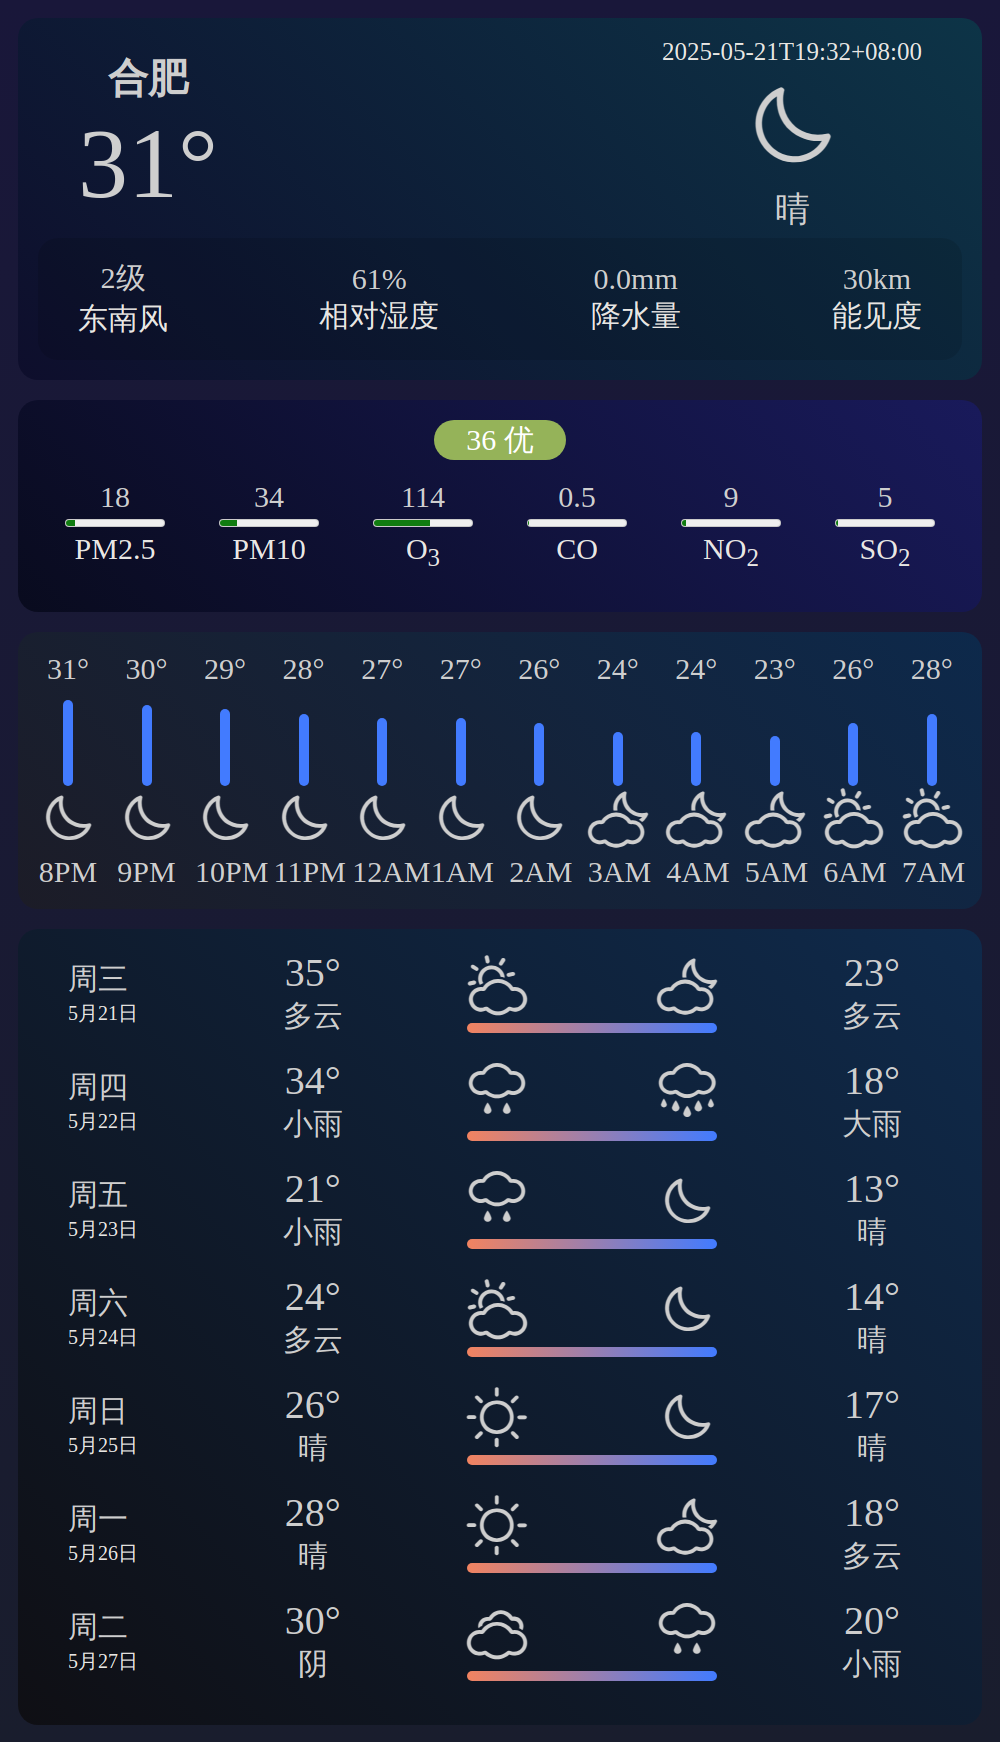 合肥
31°
2025-05-21T19:32+08:00
晴
2级 61% 0.0mm 30km
东南风 相对湿度 降水量 能见度
36 优
18 34 114 0.5 9 5
PM2.5 PM10 O3 CO NO2 SO2
31° 30° 29° 28° 27° 27° 26° 24° 24° 23° 26° 28°
8PM 9PM 10PM 11PM 12AM 1AM 2AM 3AM 4AM 5AM 6AM 7AM
周三 35° 23°
5月21日 多云 多云
周四 34° 18°
5月22日 小雨 大雨
周五 21° 13°
5月23日 小雨 晴
周六 24° 14°
5月24日 多云 晴
周日 26° 17°
5月25日 晴 晴
周一 28° 18°
5月26日 晴 多云
周二 30° 20°
5月27日 阴 小雨